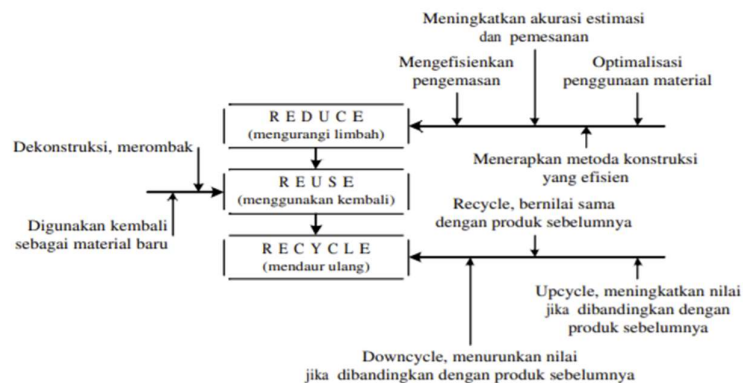 Meningkatkan akurasi estimasi
dan pemesanan
Mengefisienkan
pengemasan
Optimalisasi
penggunaan material
REDUCE
(mengurangi limbah)
Menerapkan metoda konstruksi
yang efisien
Dekonstruksi, merombak
REUSE
(menggunakan kembali)
Digunakan kembali
sebagai material baru
Recycle, bernilai sama
dengan produk sebelumnya
RECYCLE
(mendaur ulang)
Upcycle, meningkatkan nilai
jika dibandingkan dengan
produk sebelumnya
Downcycle, menurunkan nilai
jika dibandingkan dengan produk sebelumnya